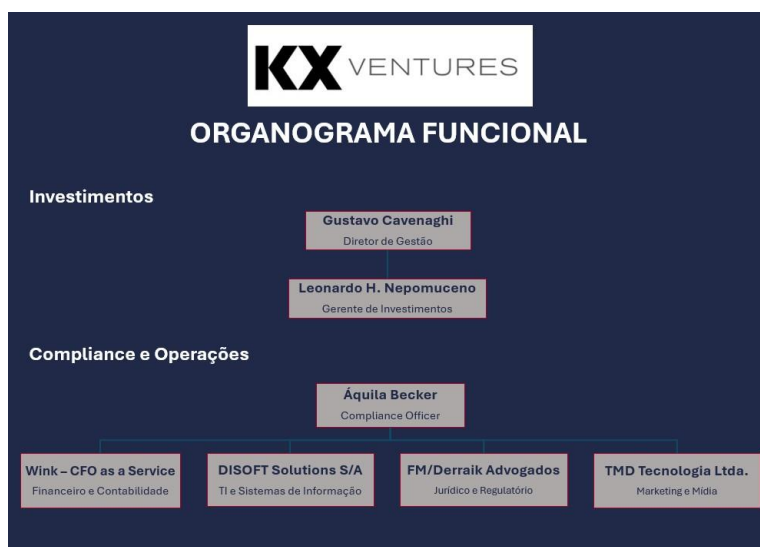 KX VENTURES
ORGANOGRAMA FUNCIONAL
Investimentos
Gustavo Cavenaghi
Diretor de Gestão
Leonardo H. Nepomuceno
Gerente de Investimentos
Compliance e Operações
Áquila Becker
Compliance Officer
Wink – CFO as a Service
Financeiro e Contabilidade
DISOFT Solutions S/A
TI e Sistemas de Informação
FM/Derraik Advogados
Jurídico e Regulatório
TMD Tecnologia Ltda.
Marketing e Mídia